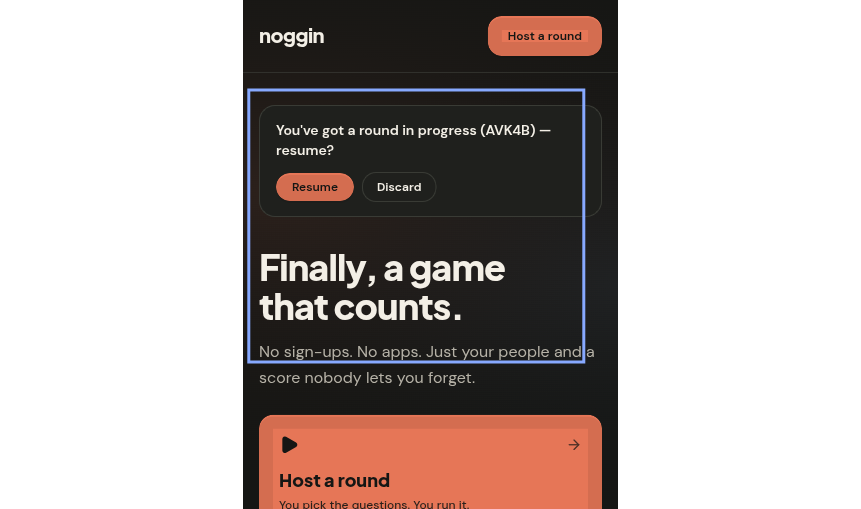 noggin
Host a round
You've got a round in progress (AVK4B) —
resume?
Resume
Discard
Finally, a game
that counts.
No sign-ups. No apps. Just your people and a
score nobody lets you forget.
Host a round
You pick the questions. You run it.